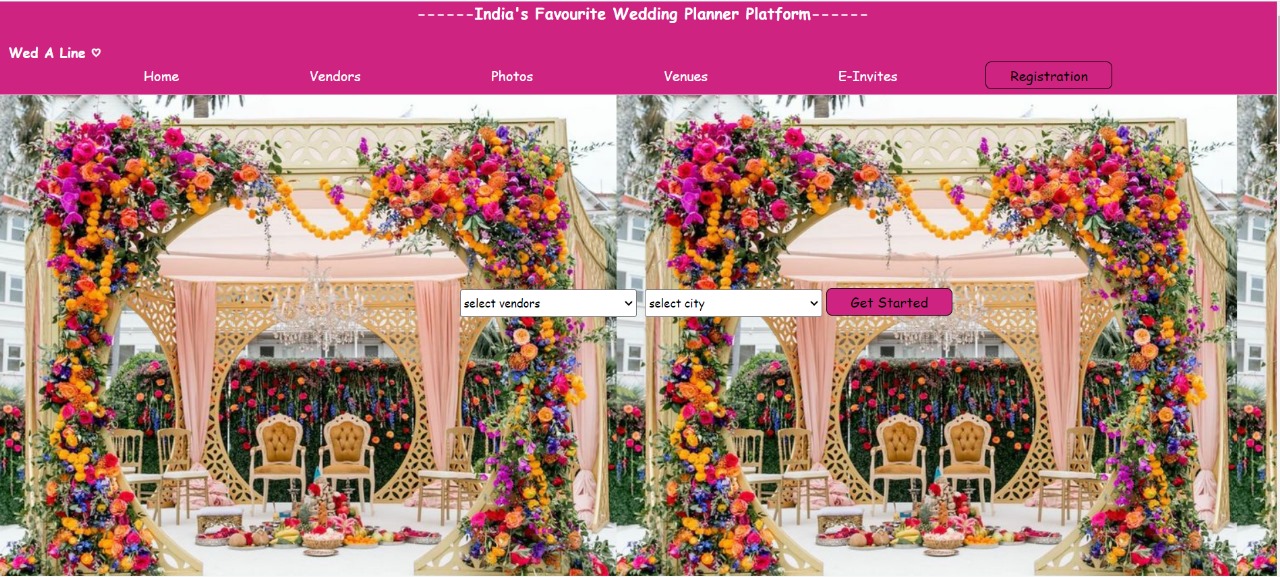 ------India's Favourite Wedding Planner Platform------
Wed A Line ♡
Home Vendors Photos Venues E-Invites Registration
select vendors select city Get Started